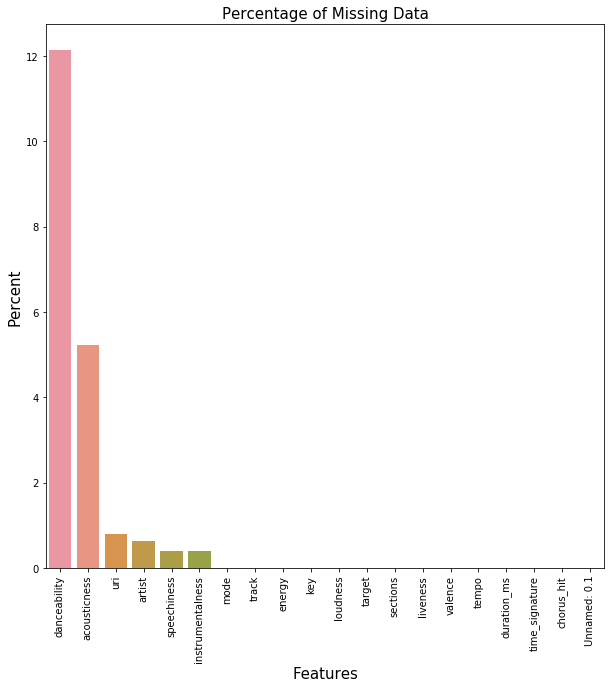 Percentage of Missing Data
Percent
12
10
8
6
4
2
0
danceability
acousticness
uri
artist
speechiness
instrumentalness
mode
track
energy
key
loudness
target
sections
liveness
valence
tempo
duration_ms
time_signature
chorus_hit
Unnamed: 0.1
Features